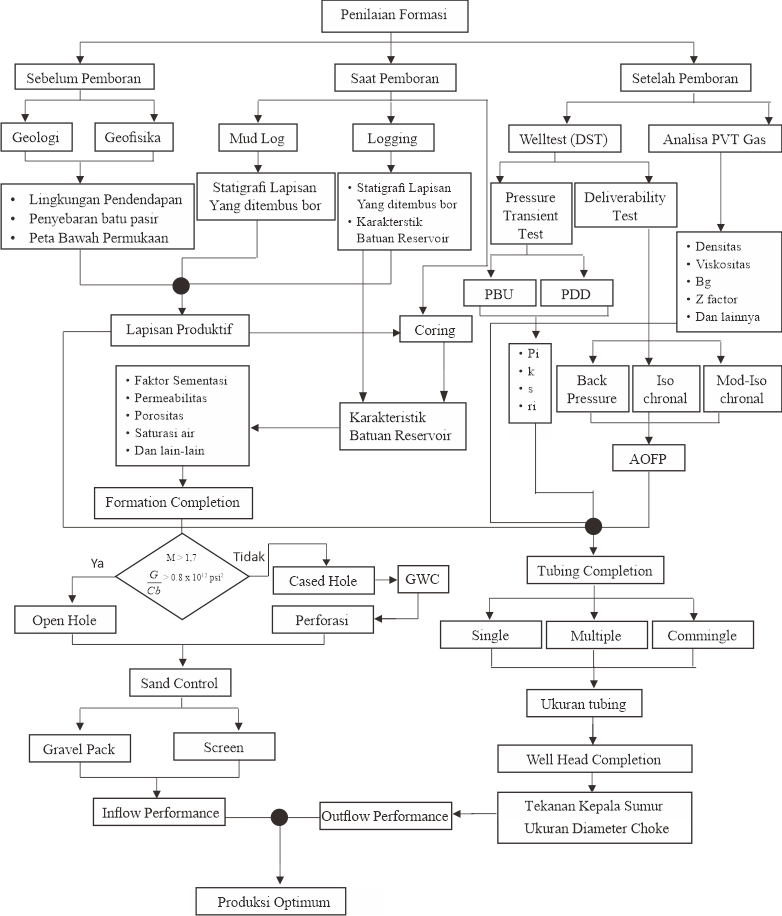 Penilaian Formasi
Sebelum Pemboran
Saat Pemboran
Setelah Pemboran
Geologi
Geofisika
Mud Log
Logging
Welltest (DST)
Analisa PVT Gas
• Lingkungan Pendendapan
• Penyebaran batu pasir
• Peta Bawah Permukaan
Statigrafi Lapisan
Yang ditembus bor
• Statigrafi Lapisan
Yang ditembus bor
• Karakterstik
Batuan Reservoir
Pressure
Transient
Test
Deliverability
Test
• Densitas
• Viskositas
• Bg
• Z factor
• Dan lainnya
PBU
PDD
Lapisan Produktif
Coring
• Pi
• k
• s
• ri
Back
Pressure
Iso
chronal
Mod-Iso
chronal
• Faktor Sementasi
• Permeabilitas
• Porositas
• Saturasi air
• Dan lain-lain
Karakteristik
Batuan Reservoir
AOFP
Formation Completion
Ya
M > 1.7
G/Cb > 0.8 x 10¹² psi²
Tidak
Cased Hole
GWC
Tubing Completion
Open Hole
Perforasi
Single
Multiple
Commingle
Sand Control
Ukuran tubing
Gravel Pack
Screen
Well Head Completion
Inflow Performance
Outflow Performance
Tekanan Kepala Sumur
Ukuran Diameter Choke
Produksi Optimum